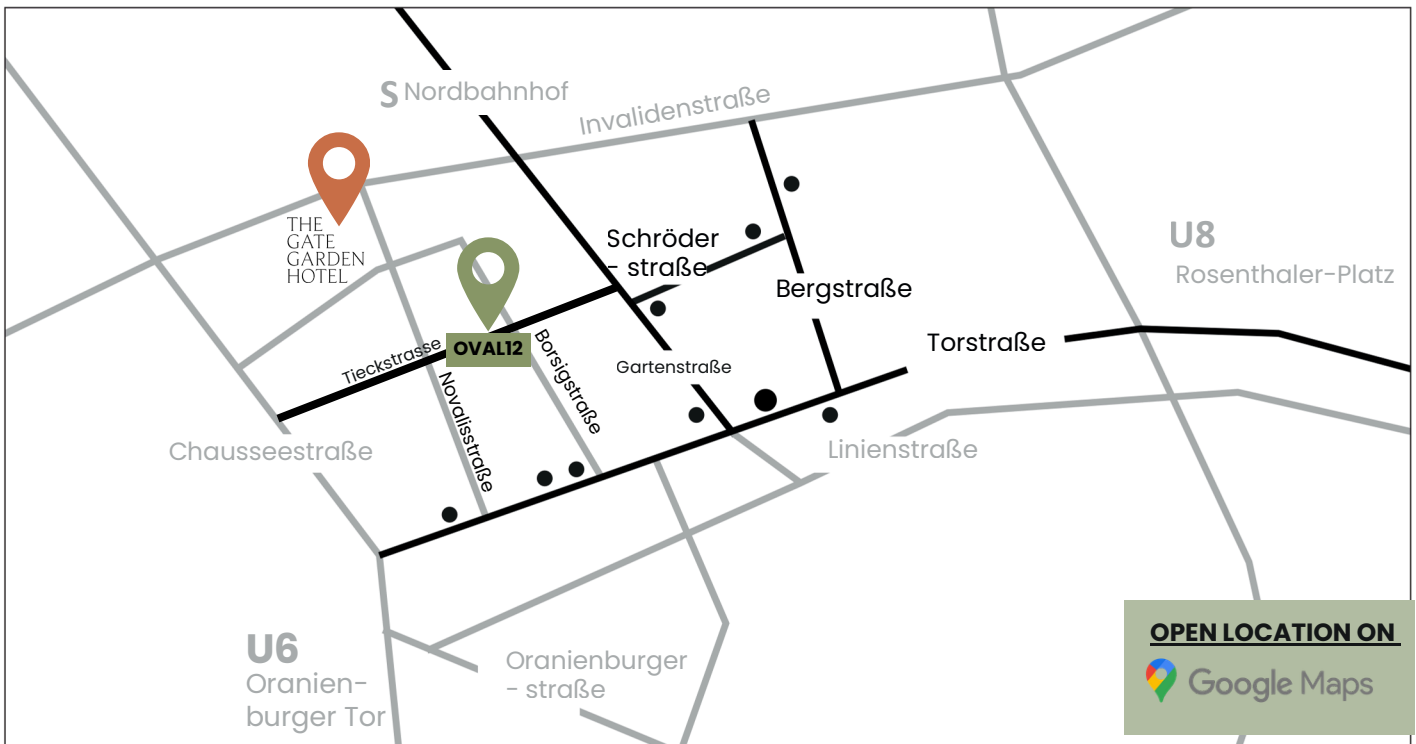 S Nordbahnhof
Invalidenstraße
THE
GATE
GARDEN
HOTEL
Schröder
- straße
U8
Rosenthaler-Platz
Bergstraße
Torstraße
OVAL12
Tieckstrasse
Borsigstraße
Gartenstraße
Novalisstraße
Chausseestraße
Linienstraße
U6
Oranien-
burger Tor
Oranienburger
- straße
OPEN LOCATION ON
Google Maps